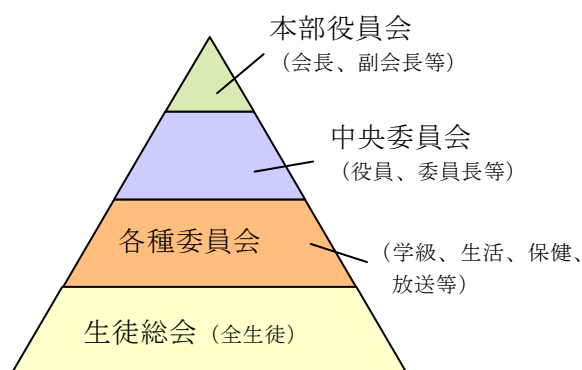 本部役員会
（会長、副会長等）
中央委員会
（役員、委員長等）
各種委員会
（学級、生活、保健、
放送等）
生徒総会（全生徒）